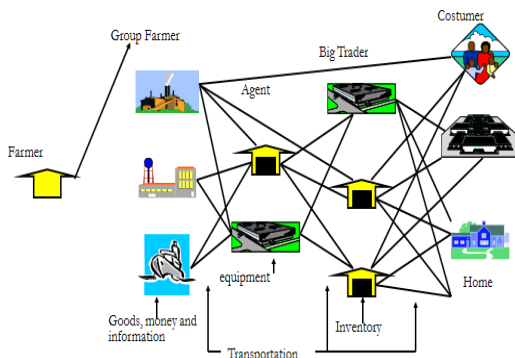 Costumer
Group Farmer
Big Trader
Agent
Farmer
equipment
Home
Goods, money and
information
Inventory
Transportation